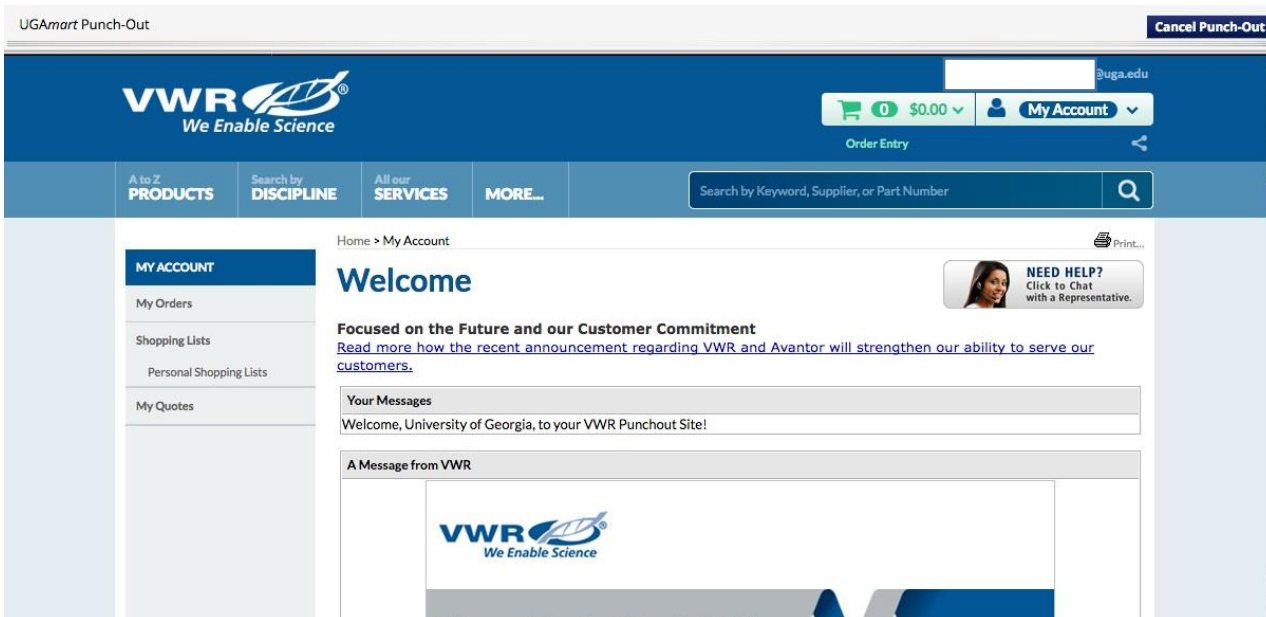 UGAmart Punch-Out
Cancel Punch-Out
@uga.edu
VWR®
We Enable Science
0 $0.00
My Account
Order Entry
A to Z
PRODUCTS
Search by
DISCIPLINE
All our
SERVICES
MORE...
Search by Keyword, Supplier, or Part Number
Home > My Account
Print...
MY ACCOUNT
My Orders
Shopping Lists
Personal Shopping Lists
My Quotes
Welcome
NEED HELP?
Click to Chat
with a Representative.
Focused on the Future and our Customer Commitment
Read more how the recent announcement regarding VWR and Avantor will strengthen our ability to serve our
customers.
Your Messages
Welcome, University of Georgia, to your VWR Punchout Site!
A Message from VWR
VWR®
We Enable Science